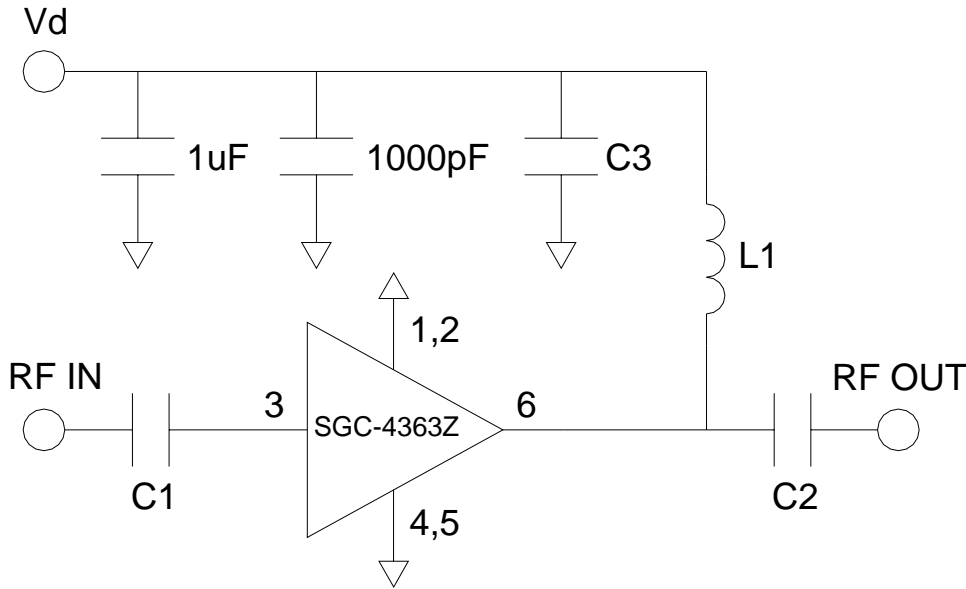 Vd
1uF
1000pF
C3
L1
1,2
RF IN
3
SGC-4363Z
6
RF OUT
C1
4,5
C2